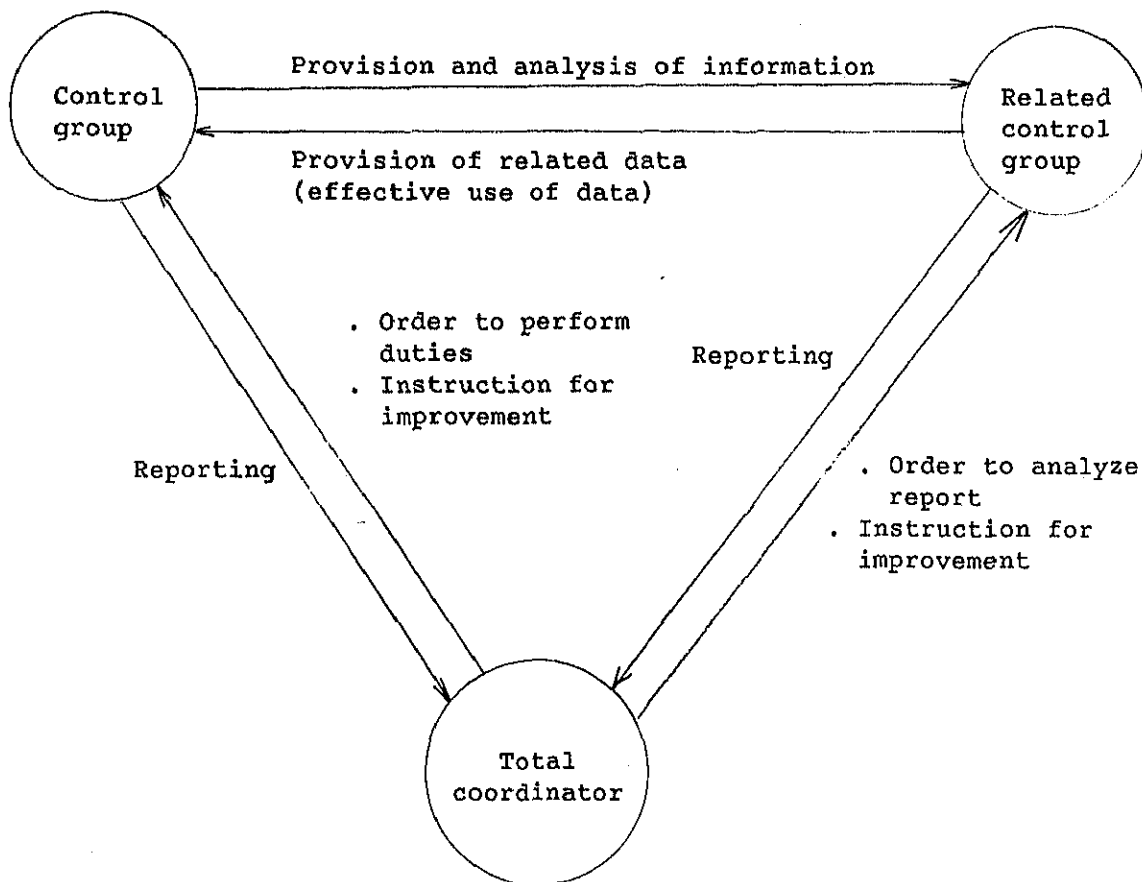 Provision and analysis of information
Control
group
Related
control
group
Provision of related data
(effective use of data)
. Order to perform
duties
. Instruction for
improvement
Reporting
Reporting
. Order to analyze
report
. Instruction for
improvement
Total
coordinator